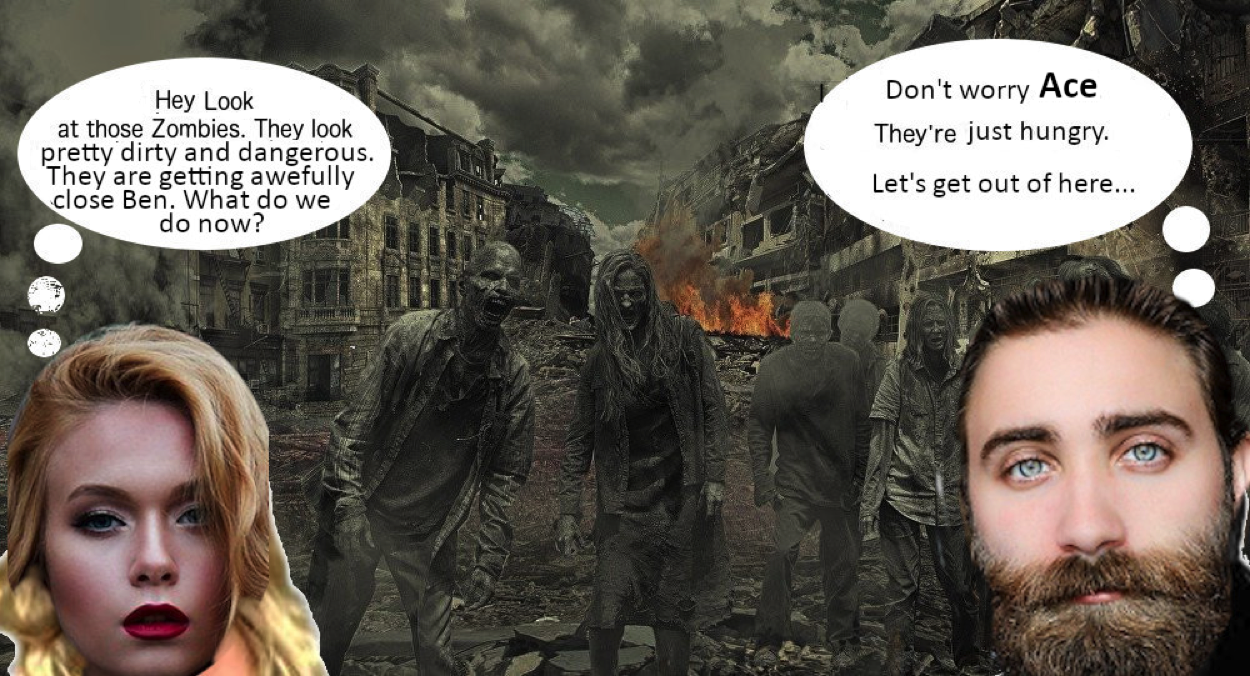 Hey Look
at those Zombies. They look
pretty dirty and dangerous.
They are getting awefully
close Ben. What do we
do now?
Don't worry Ace
They're just hungry.
Let's get out of here...